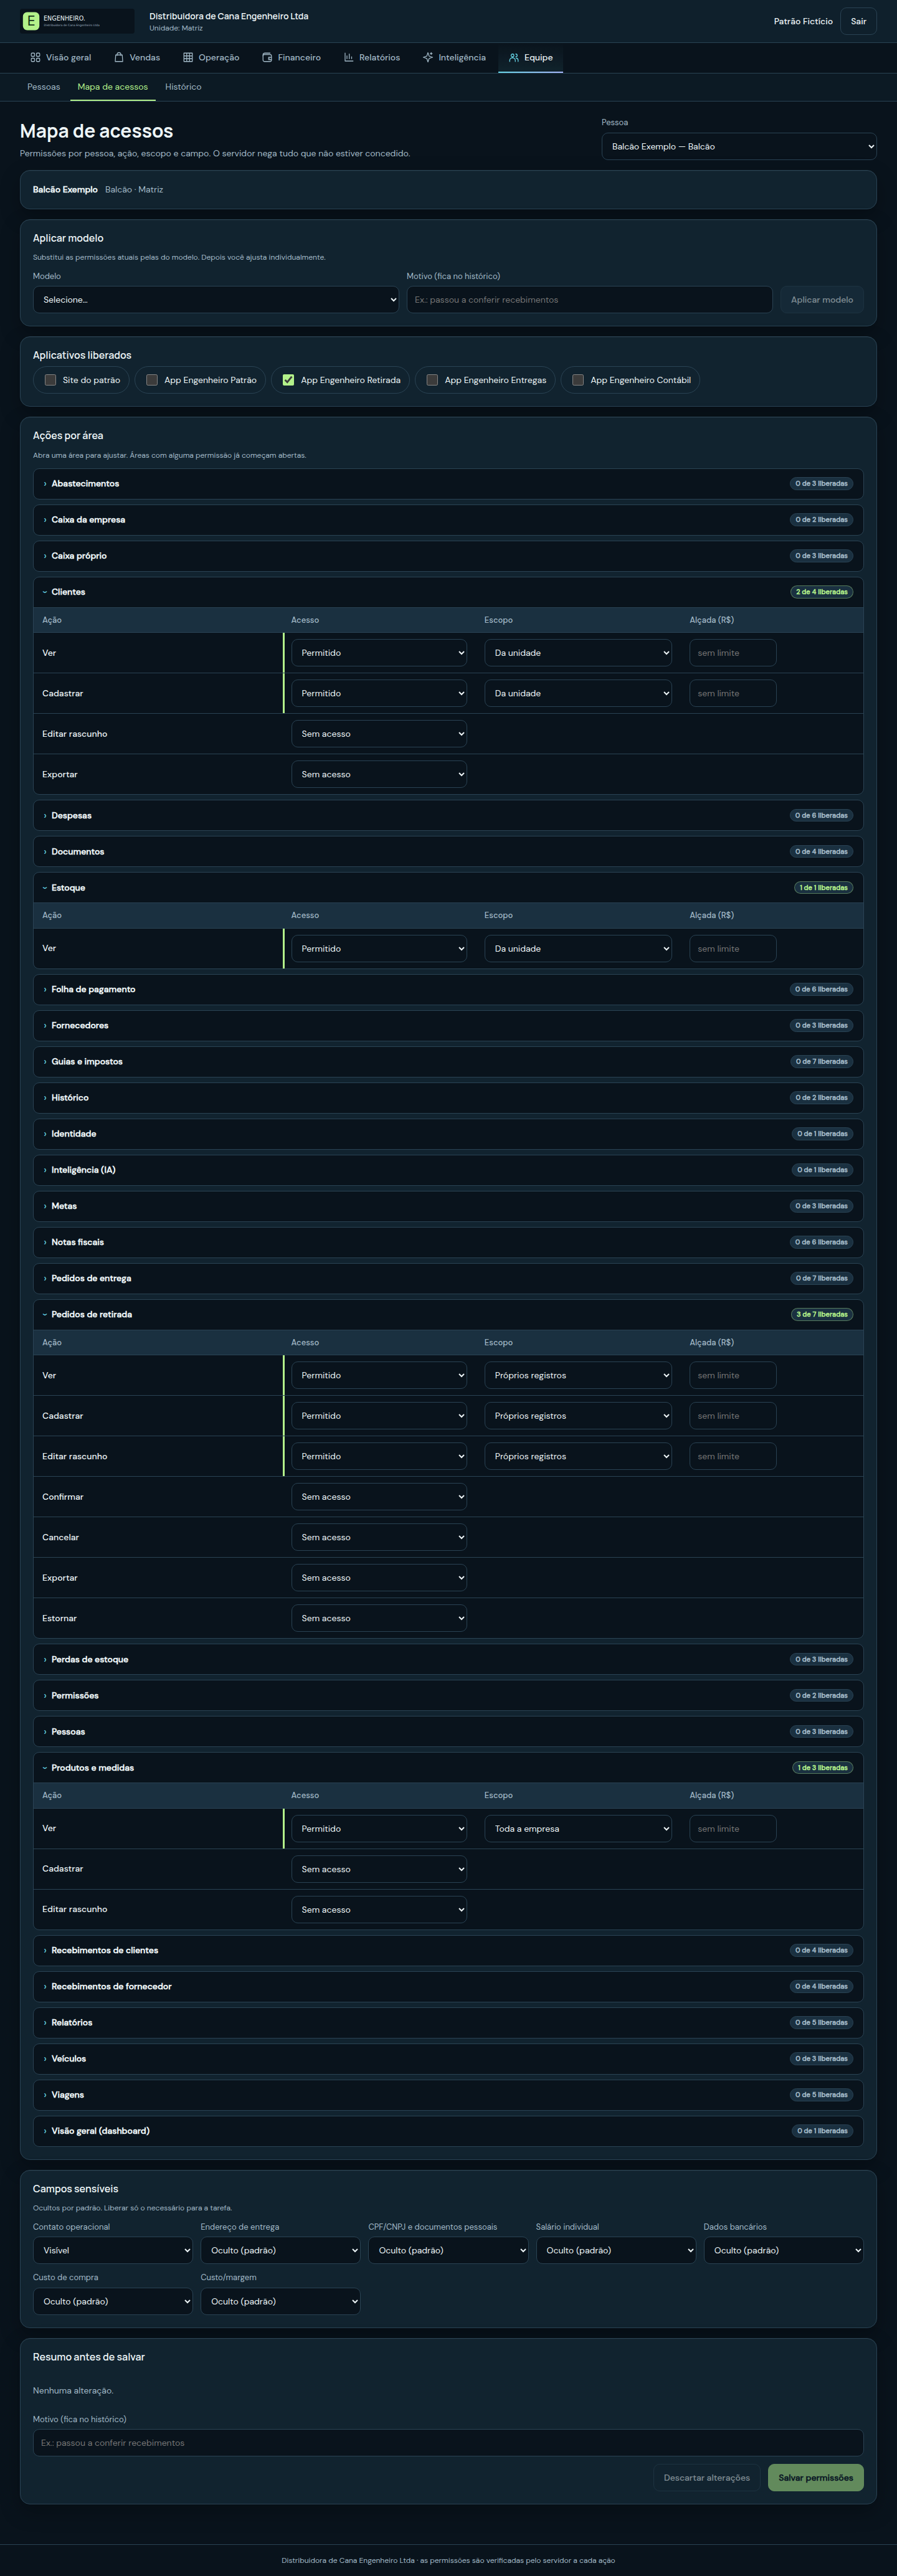 E ENGENHEIRO.
Distribuidora de Cana Engenheiro Ltda
Distribuidora de Cana Engenheiro Ltda
Unidade: Matriz
Patrão Fictício
Sair
Visão geral
Vendas
Operação
Financeiro
Relatórios
Inteligência
Equipe
Pessoas
Mapa de acessos
Histórico
Mapa de acessos
Permissões por pessoa, ação, escopo e campo. O servidor nega tudo que não estiver concedido.
Pessoa
Balcão Exemplo — Balcão
Balcão Exemplo Balcão · Matriz
Aplicar modelo
Substitui as permissões atuais pelas do modelo. Depois você ajusta individualmente.
Modelo
Selecione...
Motivo (fica no histórico)
Ex.: passou a conferir recebimentos
Aplicar modelo
Aplicativos liberados
Site do patrão
App Engenheiro Patrão
App Engenheiro Retirada
App Engenheiro Entregas
App Engenheiro Contábil
Ações por área
Abra uma área para ajustar. Áreas com alguma permissão já começam abertas.
› Abastecimentos 0 de 3 liberadas
› Caixa da empresa 0 de 2 liberadas
› Caixa próprio 0 de 3 liberadas
Clientes 2 de 4 liberadas
Ação Acesso Escopo Alçada (R$)
Ver Permitido Da unidade sem limite
Cadastrar Permitido Da unidade sem limite
Editar rascunho Sem acesso
Exportar Sem acesso
› Despesas 0 de 6 liberadas
› Documentos 0 de 4 liberadas
Estoque 1 de 1 liberadas
Ação Acesso Escopo Alçada (R$)
Ver Permitido Da unidade sem limite
› Folha de pagamento 0 de 6 liberadas
› Fornecedores 0 de 3 liberadas
› Guias e impostos 0 de 7 liberadas
› Histórico 0 de 2 liberadas
› Identidade 0 de 1 liberadas
› Inteligência (IA) 0 de 1 liberadas
› Metas 0 de 3 liberadas
› Notas fiscais 0 de 6 liberadas
› Pedidos de entrega 0 de 7 liberadas
Pedidos de retirada 3 de 7 liberadas
Ação Acesso Escopo Alçada (R$)
Ver Permitido Próprios registros sem limite
Cadastrar Permitido Próprios registros sem limite
Editar rascunho Permitido Próprios registros sem limite
Confirmar Sem acesso
Cancelar Sem acesso
Exportar Sem acesso
Estornar Sem acesso
› Perdas de estoque 0 de 3 liberadas
› Permissões 0 de 2 liberadas
› Pessoas 0 de 3 liberadas
Produtos e medidas 1 de 3 liberadas
Ação Acesso Escopo Alçada (R$)
Ver Permitido Toda a empresa sem limite
Cadastrar Sem acesso
Editar rascunho Sem acesso
› Recebimentos de clientes 0 de 4 liberadas
› Recebimentos de fornecedor 0 de 4 liberadas
› Relatórios 0 de 5 liberadas
› Veículos 0 de 3 liberadas
› Viagens 0 de 5 liberadas
› Visão geral (dashboard) 0 de 1 liberadas
Campos sensíveis
Ocultos por padrão. Liberar só o necessário para a tarefa.
Contato operacional Endereço de entrega CPF/CNPJ e documentos pessoais Salário individual Dados bancários
Visível Oculto (padrão) Oculto (padrão) Oculto (padrão) Oculto (padrão)
Custo de compra Custo/margem
Oculto (padrão) Oculto (padrão)
Resumo antes de salvar
Nenhuma alteração.
Motivo (fica no histórico)
Ex.: passou a conferir recebimentos
Descartar alterações
Salvar permissões
Distribuidora de Cana Engenheiro Ltda · as permissões são verificadas pelo servidor a cada ação